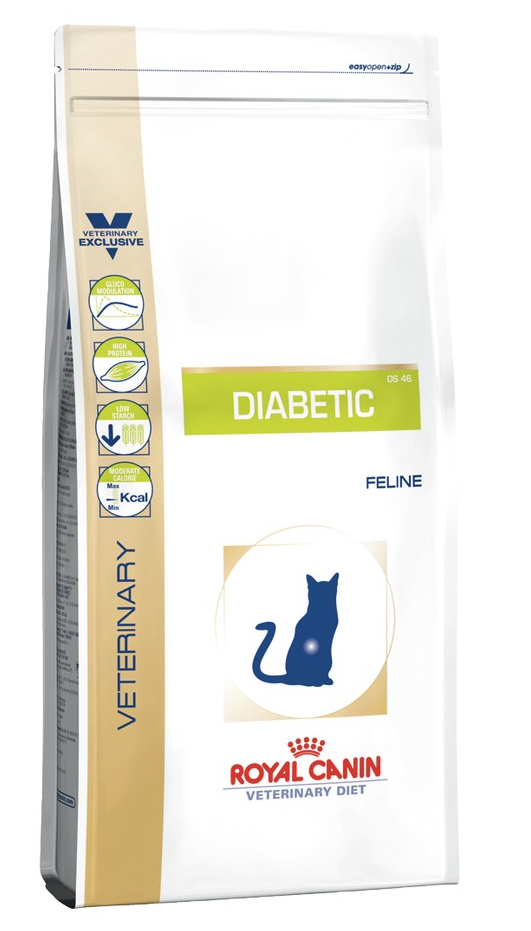 easyopen+zip
VETERINARY
EXCLUSIVE
GLUCO
MODULATION
HIGH
PROTEIN
LOW
STARCH
MODERATE
CALORIE
Max
Kcal
Min
VETERINARY
DS 46
DIABETIC
FELINE
ROYAL CANIN
VETERINARY DIET